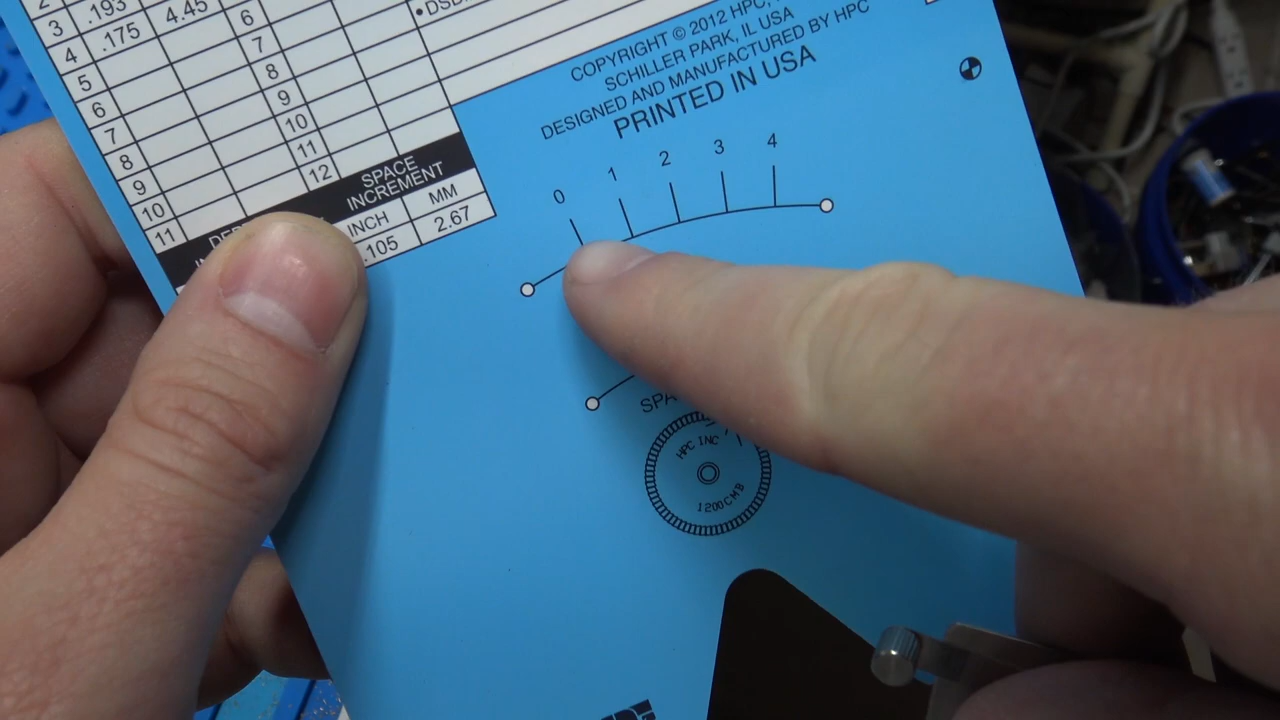 3 .193
4 .175 4.45 6
5 7
6 8
7 9
8 10
9 11
10 12
11
SPACE
INCREMENT
INCH MM
.105 2.67
COPYRIGHT © 2012 HPC,
SCHILLER PARK, IL USA
DESIGNED AND MANUFACTURED BY HPC
PRINTED IN USA
0 1 2 3 4
HPC INC
1200CMB